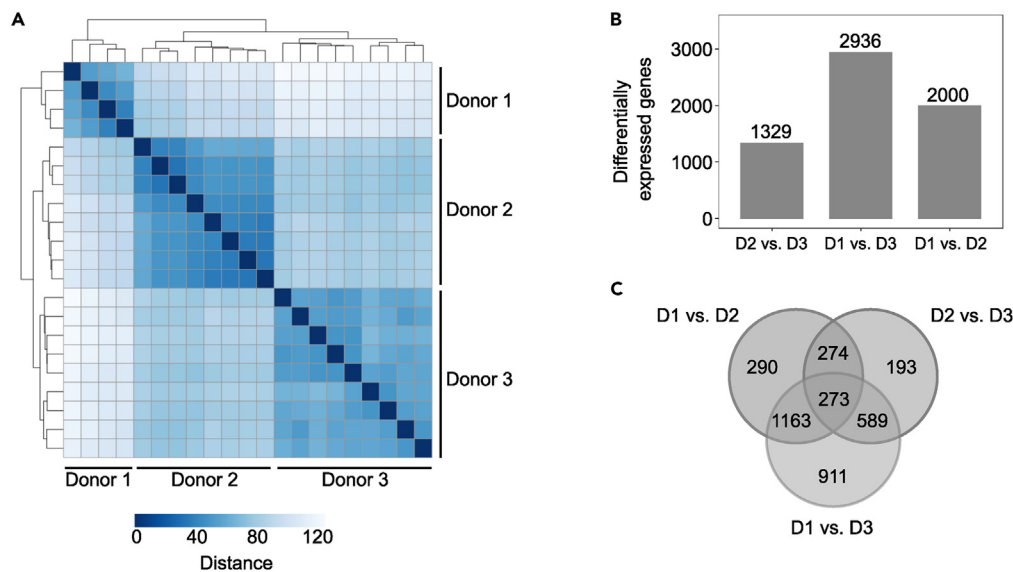 A
Donor 1
Donor 2
Donor 3
Donor 1
Donor 2
Donor 3
0
40
80
120
Distance
B
Differentially
expressed genes
3000
2000
1000
0
1329
2936
2000
D2 vs. D3
D1 vs. D3
D1 vs. D2
C
D1 vs. D2
D2 vs. D3
290
274
193
273
1163
589
911
D1 vs. D3